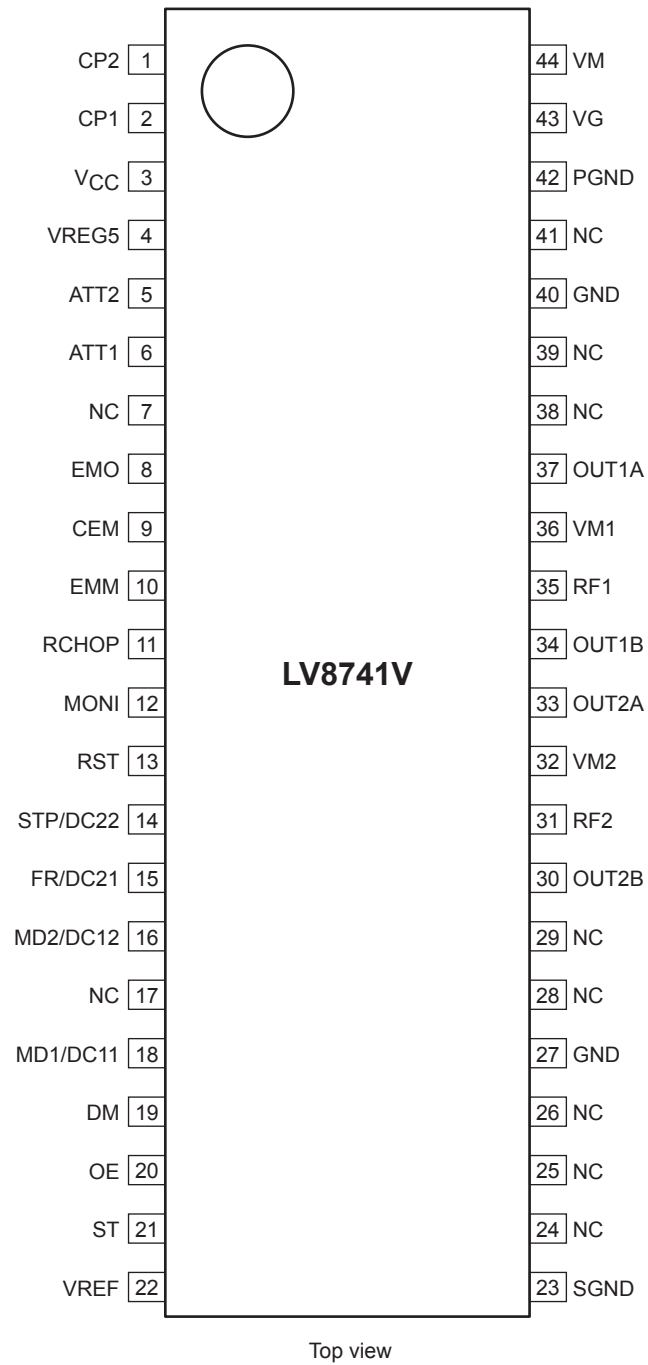 CP2 1 44 VM
CP1 2 43 VG
VCC 3 42 PGND
VREG5 4 41 NC
ATT2 5 40 GND
ATT1 6 39 NC
NC 7 38 NC
EMO 8 37 OUT1A
CEM 9 36 VM1
EMM 10 35 RF1
RCHOP 11 34 OUT1B
LV8741V
MONI 12 33 OUT2A
RST 13 32 VM2
STP/DC22 14 31 RF2
FR/DC21 15 30 OUT2B
MD2/DC12 16 29 NC
NC 17 28 NC
MD1/DC11 18 27 GND
DM 19 26 NC
OE 20 25 NC
ST 21 24 NC
VREF 22 23 SGND
Top view